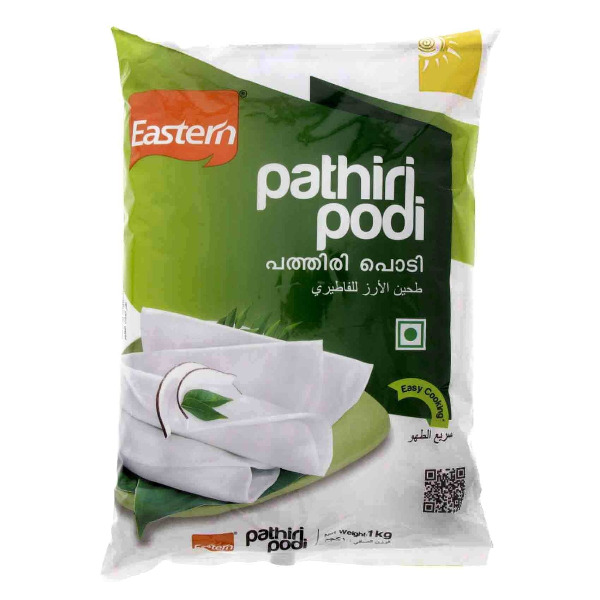 Eastern®
pathiri
podi
പത്തിരി പൊടി
طحين الأرز للفاطيري
Easy Cooking*
سريع الطهو
Eastern
pathiri
podi
Net Weight:1kg